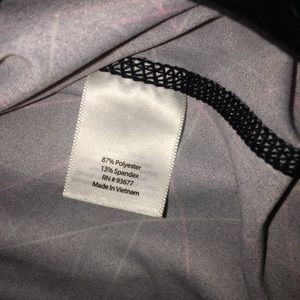 87% Polyester
13% Spandex
RN # 93677
Made In Vietnam